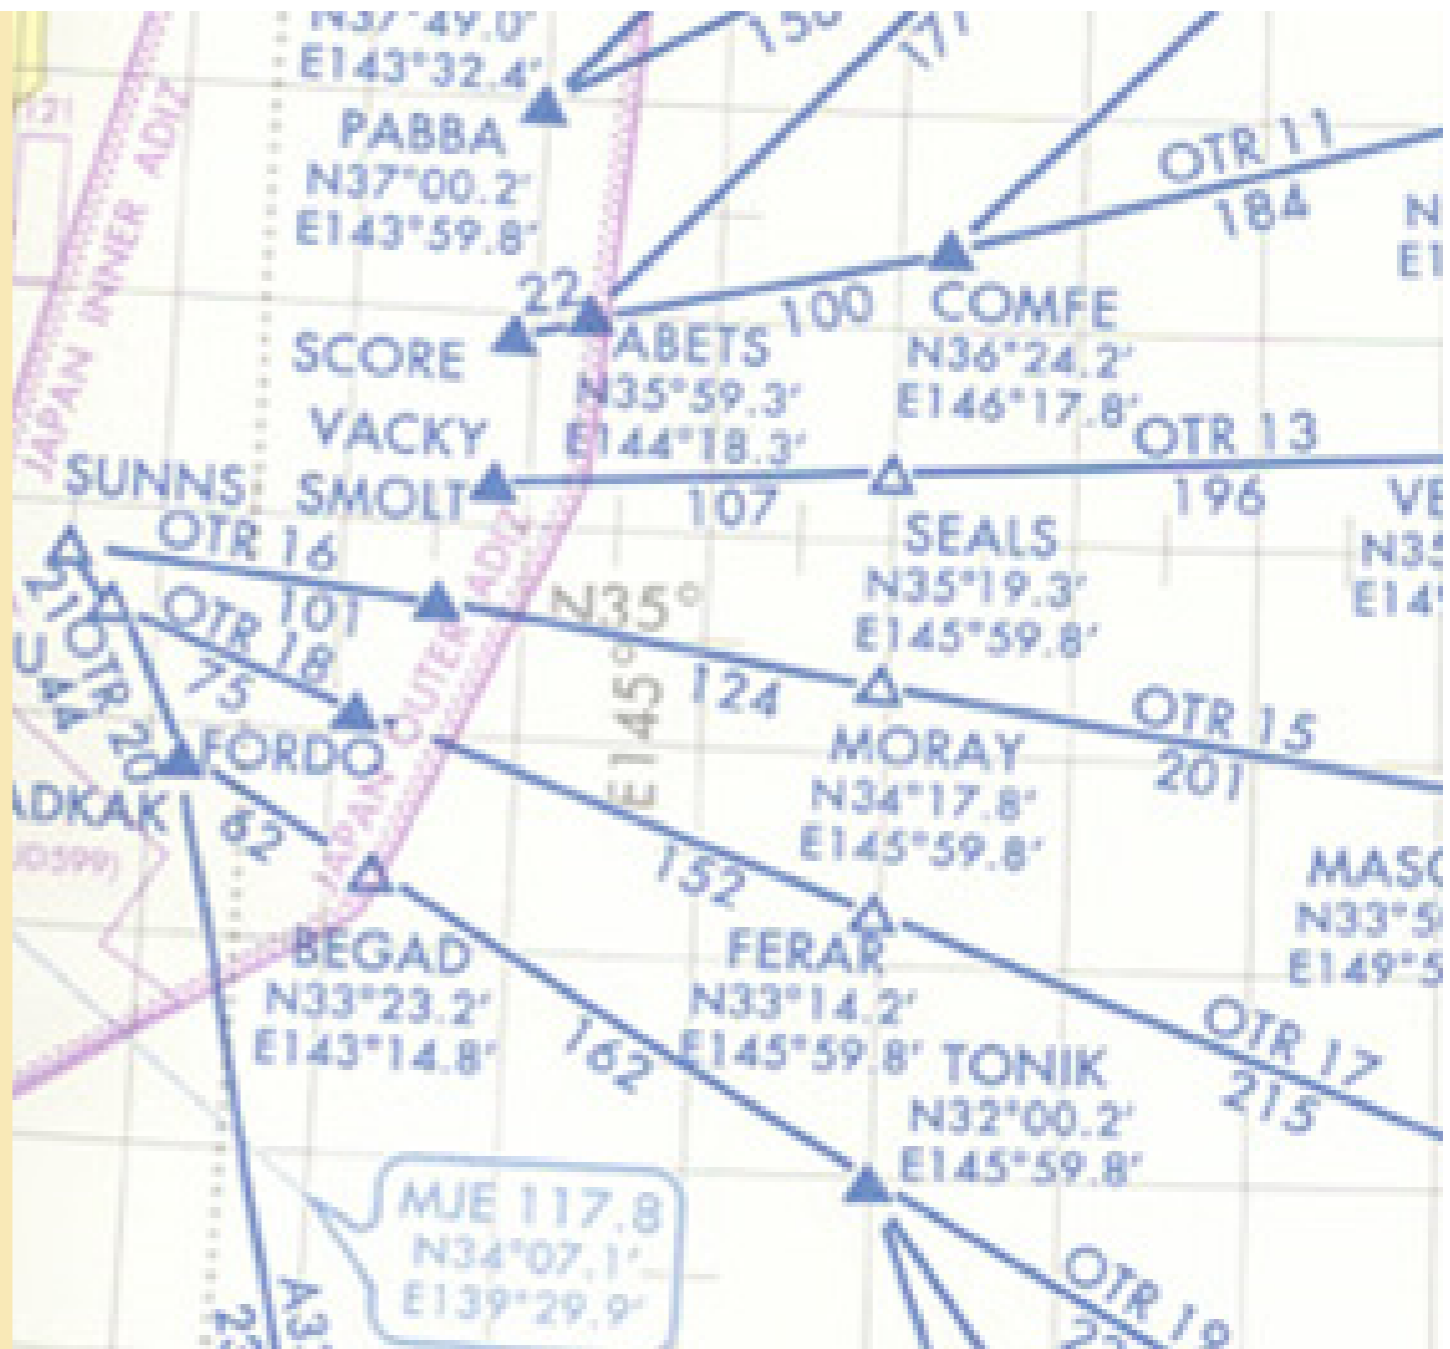 N37°49.0'
E143°32.4'
PABBA
N37°00.2'
E143°59.8'
150
171
JAPAN INNER ADIZ
OTR 11
184
22
SCORE
ABETS
N35°59.3'
E144°18.3'
100
COMFE
N36°24.2'
E146°17.8'
VACKY
SMOLT
107
OTR 13
196
SUNNS
OTR 16
101
SEALS
N35°19.3'
E145°59.8'
N35°
E145°
OTR 18
75
21
OTR 20
U44
124
MORAY
N34°17.8'
E145°59.8'
OTR 15
201
FORDO
ADKAK
62
JAPAN OUTER ADIZ
152
BEGAD
N33°23.2'
E143°14.8'
FERAR
N33°14.2'
E145°59.8'
OTR 17
215
162
TONIK
N32°00.2'
E145°59.8'
MJE 117.8
N34°07.1'
E139°29.9'
OTR 19